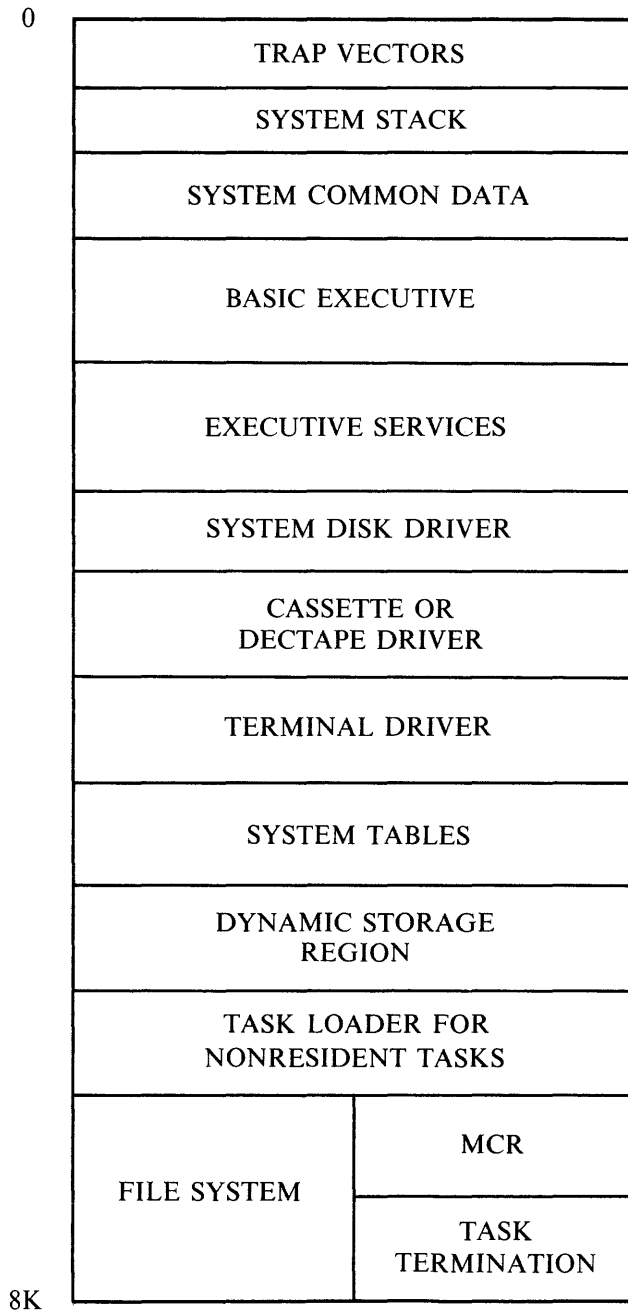 0
TRAP VECTORS
SYSTEM STACK
SYSTEM COMMON DATA
BASIC EXECUTIVE
EXECUTIVE SERVICES
SYSTEM DISK DRIVER
CASSETTE OR
DECTAPE DRIVER
TERMINAL DRIVER
SYSTEM TABLES
DYNAMIC STORAGE
REGION
TASK LOADER FOR
NONRESIDENT TASKS
FILE SYSTEM
MCR
TASK
TERMINATION
8K